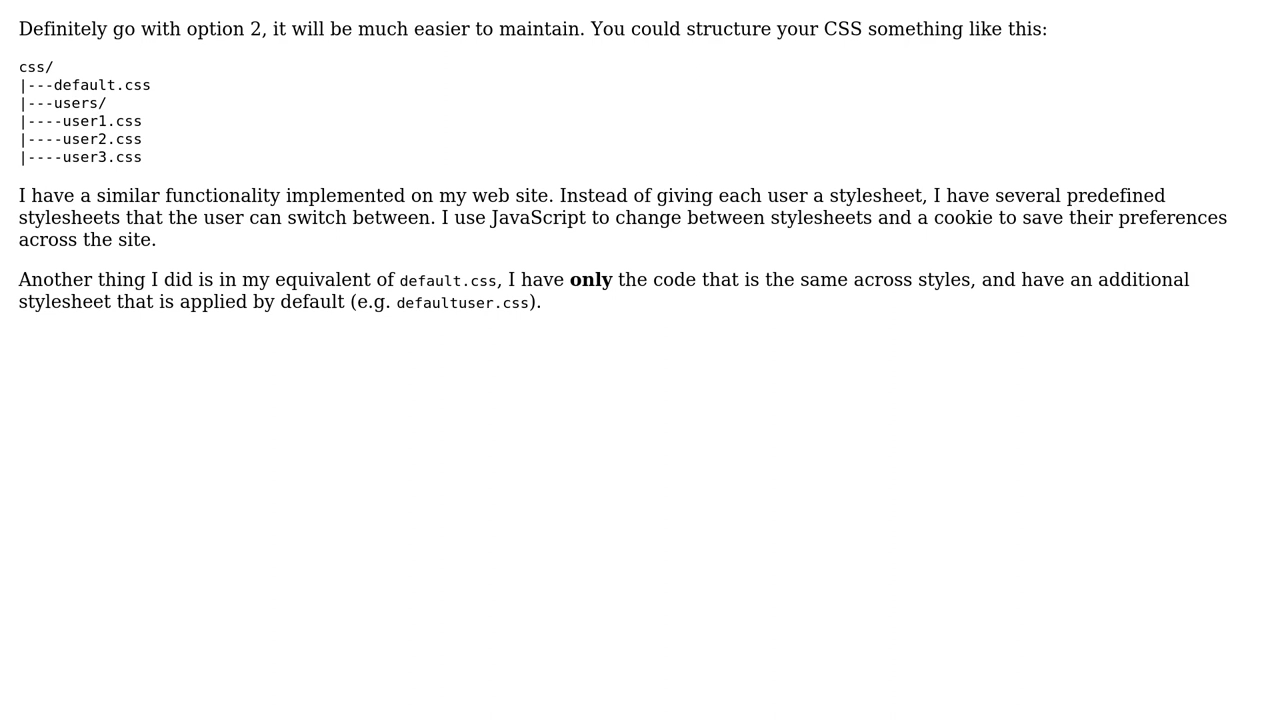 Definitely go with option 2, it will be much easier to maintain. You could structure your CSS something like this:
css/
|---default.css
|---users/
|----user1.css
|----user2.css
|----user3.css
I have a similar functionality implemented on my web site. Instead of giving each user a stylesheet, I have several predefined
stylesheets that the user can switch between. I use JavaScript to change between stylesheets and a cookie to save their preferences
across the site.
Another thing I did is in my equivalent of default.css, I have only the code that is the same across styles, and have an additional
stylesheet that is applied by default (e.g. defaultuser.css).